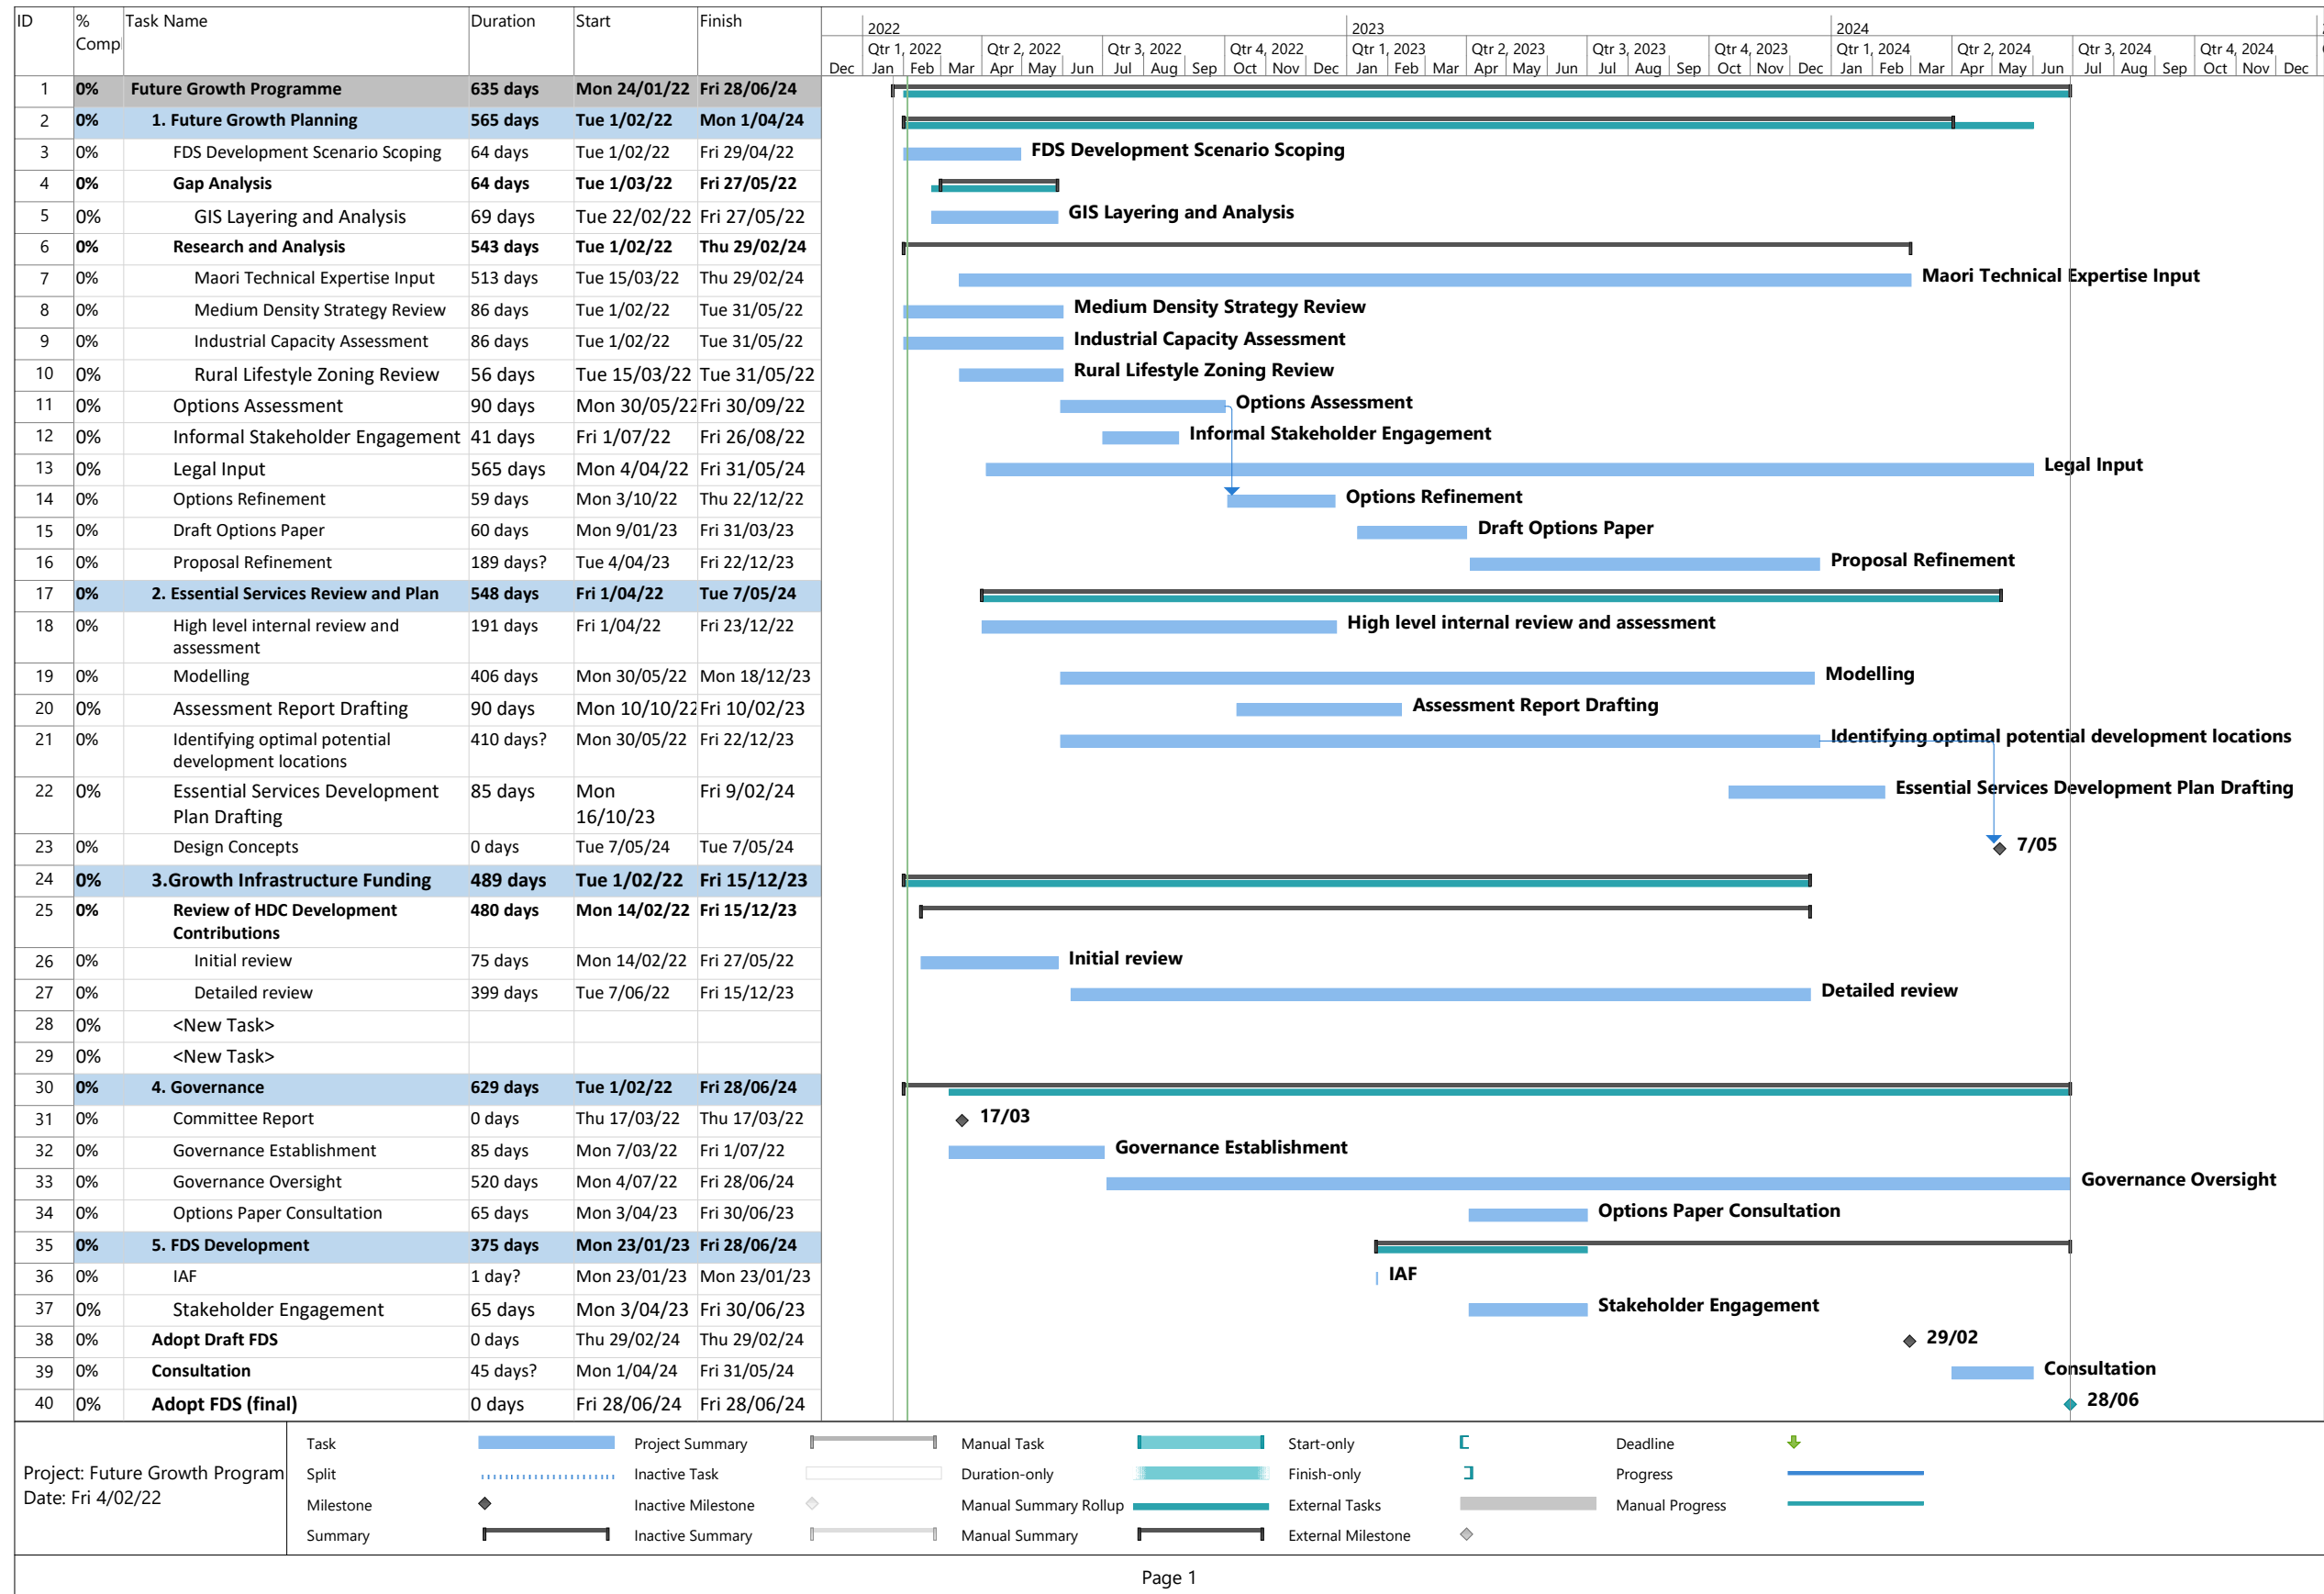 ID % Comp Task Name Duration Start Finish
2022 2023 2024
Qtr 1, 2022 Qtr 2, 2022 Qtr 3, 2022 Qtr 4, 2022 Qtr 1, 2023 Qtr 2, 2023 Qtr 3, 2023 Qtr 4, 2023 Qtr 1, 2024 Qtr 2, 2024 Qtr 3, 2024 Qtr 4, 2024
Dec Jan Feb Mar Apr May Jun Jul Aug Sep Oct Nov Dec Jan Feb Mar Apr May Jun Jul Aug Sep Oct Nov Dec Jan Feb Mar Apr May Jun Jul Aug Sep Oct Nov Dec
1 0% Future Growth Programme 635 days Mon 24/01/22 Fri 28/06/24
2 0% 1. Future Growth Planning 565 days Tue 1/02/22 Mon 1/04/24
3 0% FDS Development Scenario Scoping 64 days Tue 1/02/22 Fri 29/04/22 FDS Development Scenario Scoping
4 0% Gap Analysis 64 days Tue 1/03/22 Fri 27/05/22
5 0% GIS Layering and Analysis 69 days Tue 22/02/22 Fri 27/05/22 GIS Layering and Analysis
6 0% Research and Analysis 543 days Tue 1/02/22 Thu 29/02/24
7 0% Maori Technical Expertise Input 513 days Tue 15/03/22 Thu 29/02/24 Maori Technical Expertise Input
8 0% Medium Density Strategy Review 86 days Tue 1/02/22 Tue 31/05/22 Medium Density Strategy Review
9 0% Industrial Capacity Assessment 86 days Tue 1/02/22 Tue 31/05/22 Industrial Capacity Assessment
10 0% Rural Lifestyle Zoning Review 56 days Tue 15/03/22 Tue 31/05/22 Rural Lifestyle Zoning Review
11 0% Options Assessment 90 days Mon 30/05/22 Fri 30/09/22 Options Assessment
12 0% Informal Stakeholder Engagement 41 days Fri 1/07/22 Fri 26/08/22 Informal Stakeholder Engagement
13 0% Legal Input 565 days Mon 4/04/22 Fri 31/05/24 Legal Input
14 0% Options Refinement 59 days Mon 3/10/22 Thu 22/12/22 Options Refinement
15 0% Draft Options Paper 60 days Mon 9/01/23 Fri 31/03/23 Draft Options Paper
16 0% Proposal Refinement 189 days? Tue 4/04/23 Fri 22/12/23 Proposal Refinement
17 0% 2. Essential Services Review and Plan 548 days Fri 1/04/22 Tue 7/05/24
18 0% High level internal review and 191 days Fri 1/04/22 Fri 23/12/22 High level internal review and assessment
assessment
19 0% Modelling 406 days Mon 30/05/22 Mon 18/12/23 Modelling
20 0% Assessment Report Drafting 90 days Mon 10/10/22 Fri 10/02/23 Assessment Report Drafting
21 0% Identifying optimal potential 410 days? Mon 30/05/22 Fri 22/12/23 Identifying optimal potential development locations
development locations
22 0% Essential Services Development 85 days Mon Fri 9/02/24 Essential Services Development Plan Drafting
Plan Drafting 16/10/23
23 0% Design Concepts 0 days Tue 7/05/24 Tue 7/05/24 7/05
24 0% 3.Growth Infrastructure Funding 489 days Tue 1/02/22 Fri 15/12/23
25 0% Review of HDC Development 480 days Mon 14/02/22 Fri 15/12/23
Contributions
26 0% Initial review 75 days Mon 14/02/22 Fri 27/05/22 Initial review
27 0% Detailed review 399 days Tue 7/06/22 Fri 15/12/23 Detailed review
28 0% <New Task>
29 0% <New Task>
30 0% 4. Governance 629 days Tue 1/02/22 Fri 28/06/24
31 0% Committee Report 0 days Thu 17/03/22 Thu 17/03/22 17/03
32 0% Governance Establishment 85 days Mon 7/03/22 Fri 1/07/22 Governance Establishment
33 0% Governance Oversight 520 days Mon 4/07/22 Fri 28/06/24 Governance Oversight
34 0% Options Paper Consultation 65 days Mon 3/04/23 Fri 30/06/23 Options Paper Consultation
35 0% 5. FDS Development 375 days Mon 23/01/23 Fri 28/06/24
36 0% IAF 1 day? Mon 23/01/23 Mon 23/01/23 IAF
37 0% Stakeholder Engagement 65 days Mon 3/04/23 Fri 30/06/23 Stakeholder Engagement
38 0% Adopt Draft FDS 0 days Thu 29/02/24 Thu 29/02/24 29/02
39 0% Consultation 45 days? Mon 1/04/24 Fri 31/05/24 Consultation
40 0% Adopt FDS (final) 0 days Fri 28/06/24 Fri 28/06/24 28/06
Project: Future Growth Program
Date: Fri 4/02/22
Task Project Summary Manual Task Start-only Deadline
Split Inactive Task Duration-only Finish-only Progress
Milestone Inactive Milestone Manual Summary Rollup External Tasks Manual Progress
Summary Inactive Summary Manual Summary External Milestone
Page 1